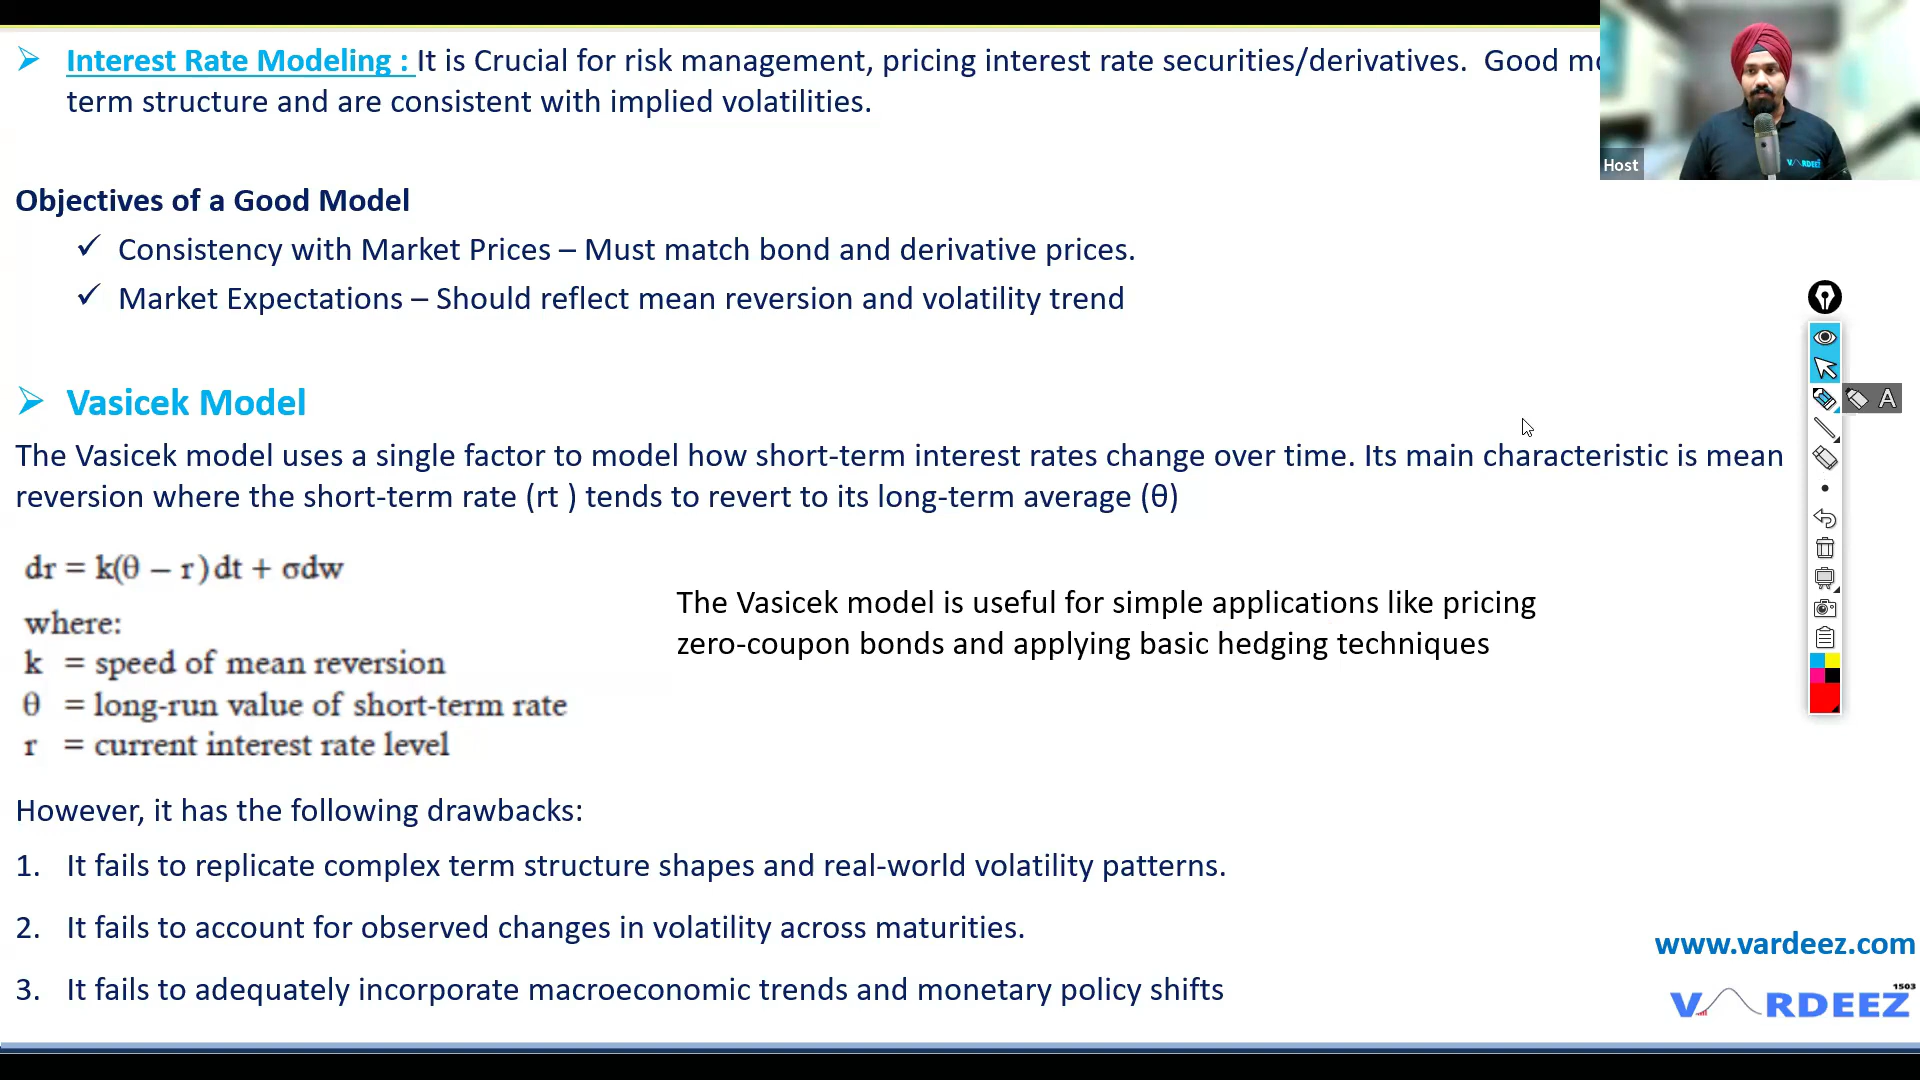 Interest Rate Modeling : It is Crucial for risk management, pricing interest rate securities/derivatives. Good
term structure and are consistent with implied volatilities.
Host
Objectives of a Good Model
✓ Consistency with Market Prices – Must match bond and derivative prices.
✓ Market Expectations – Should reflect mean reversion and volatility trend
Vasicek Model
The Vasicek model uses a single factor to model how short-term interest rates change over time. Its main characteristic is mean
reversion where the short-term rate (rt ) tends to revert to its long-term average (θ)
dr = k(θ – r)dt + σdw
where:
k = speed of mean reversion
θ = long-run value of short-term rate
r = current interest rate level
The Vasicek model is useful for simple applications like pricing
zero-coupon bonds and applying basic hedging techniques
However, it has the following drawbacks:
1. It fails to replicate complex term structure shapes and real-world volatility patterns.
2. It fails to account for observed changes in volatility across maturities.
3. It fails to adequately incorporate macroeconomic trends and monetary policy shifts
A
www.vardeez.com
1503
VARDEEZ